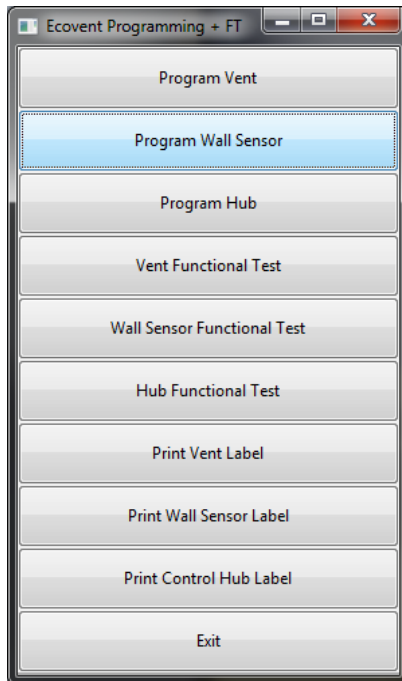 Ecovent Programming + FT
Program Vent
Program Wall Sensor
Program Hub
Vent Functional Test
Wall Sensor Functional Test
Hub Functional Test
Print Vent Label
Print Wall Sensor Label
Print Control Hub Label
Exit